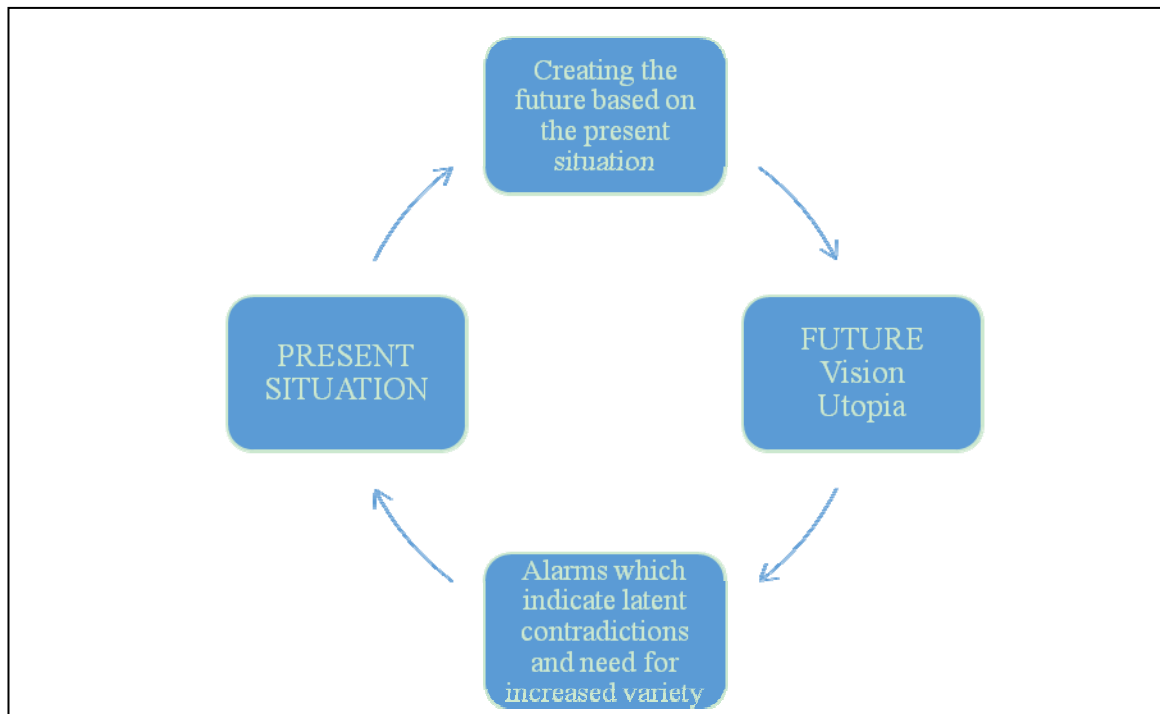 Creating the
future based on
the present
situation
PRESENT
SITUATION
FUTURE
Vision
Utopia
Alarms which
indicate latent
contradictions
and need for
increased variety